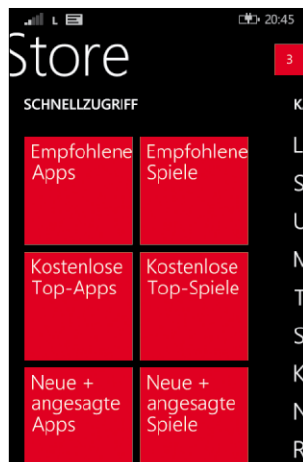 L 20:45
Store
3
SCHNELLZUGRIFF
Empfohlene Apps
Empfohlene Spiele
Kostenlose Top-Apps
Kostenlose Top-Spiele
Neue + angesagte Apps
Neue + angesagte Spiele
K
L
S
U
M
T
S
K
N
R